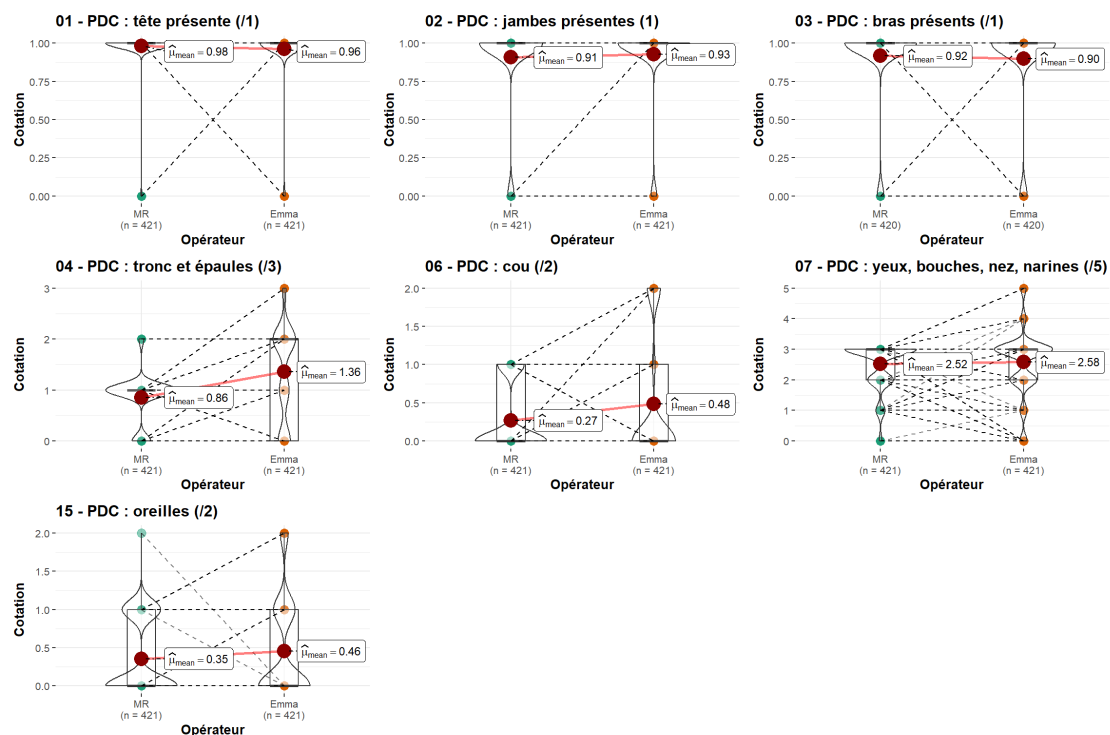 01 - PDC : tête présente (/1)
Cotation
1.00
0.75
0.50
0.25
0.00
μ̂mean = 0.98
μ̂mean = 0.96
MR
(n = 421)
Emma
(n = 421)
Opérateur
02 - PDC : jambes présentes (1)
Cotation
1.00
0.75
0.50
0.25
0.00
μ̂mean = 0.91
μ̂mean = 0.93
MR
(n = 421)
Emma
(n = 421)
Opérateur
03 - PDC : bras présents (/1)
Cotation
1.00
0.75
0.50
0.25
0.00
μ̂mean = 0.92
μ̂mean = 0.90
MR
(n = 420)
Emma
(n = 420)
Opérateur
04 - PDC : tronc et épaules (/3)
Cotation
3
2
1
0
μ̂mean = 0.86
μ̂mean = 1.36
MR
(n = 421)
Emma
(n = 421)
Opérateur
06 - PDC : cou (/2)
Cotation
2.0
1.5
1.0
0.5
0.0
μ̂mean = 0.27
μ̂mean = 0.48
MR
(n = 421)
Emma
(n = 421)
Opérateur
07 - PDC : yeux, bouches, nez, narines (/5)
Cotation
5
4
3
2
1
0
μ̂mean = 2.52
μ̂mean = 2.58
MR
(n = 421)
Emma
(n = 421)
Opérateur
15 - PDC : oreilles (/2)
Cotation
2.0
1.5
1.0
0.5
0.0
μ̂mean = 0.35
μ̂mean = 0.46
MR
(n = 421)
Emma
(n = 421)
Opérateur